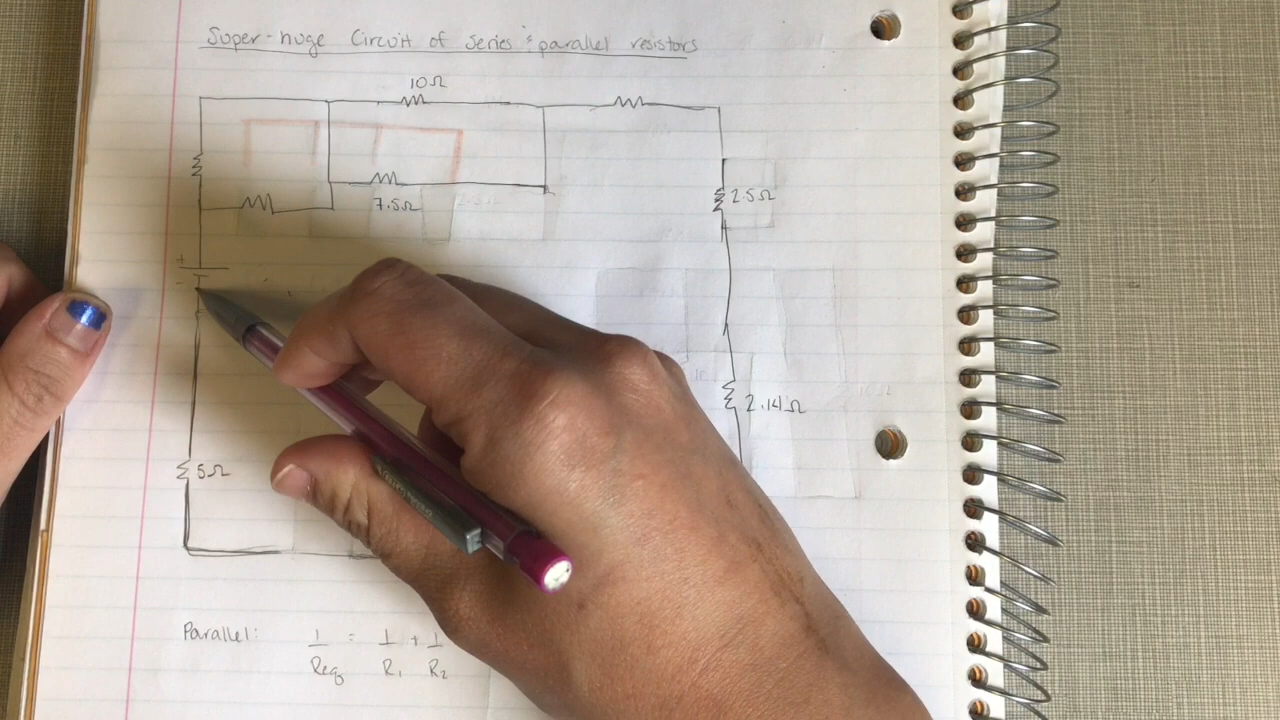 Super-huge Circuit of series & parallel resistors
10Ω
7.5Ω
2.5Ω
+
-
2.14Ω
5Ω
Parallel: 1/Req = 1/R1 + 1/R2